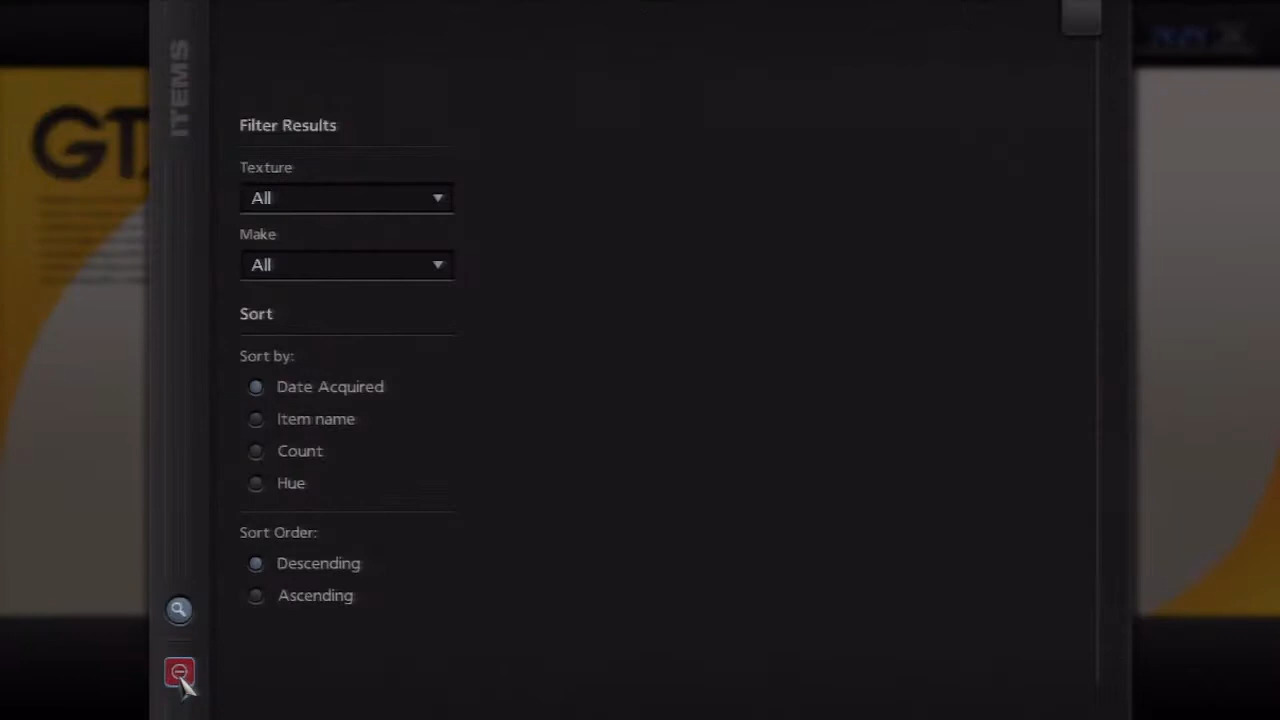 ITEMS
GT
Filter Results
Texture
All
Make
All
Sort
Sort by:
Date Acquired
Item name
Count
Hue
Sort Order:
Descending
Ascending